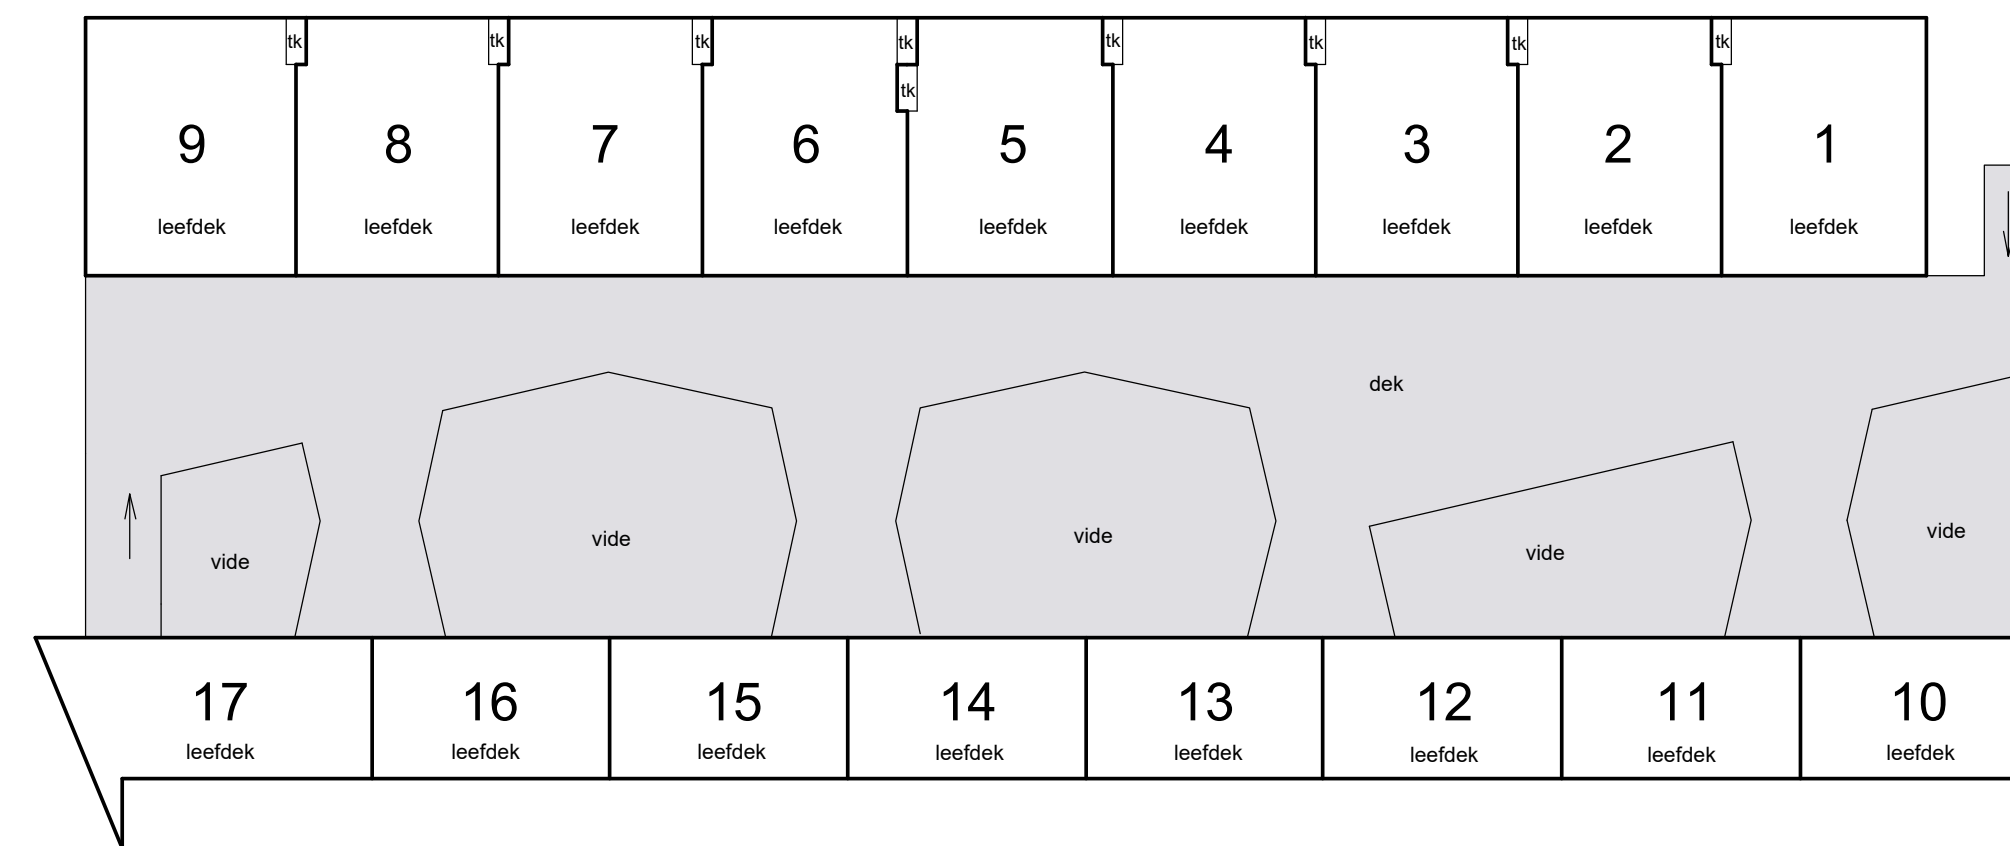 tk tk tk tk tk tk tk tk
tk
9 8 7 6 5 4 3 2 1
leefdek leefdek leefdek leefdek leefdek leefdek leefdek leefdek leefdek
dek
vide vide vide vide vide
17 16 15 14 13 12 11 10
leefdek leefdek leefdek leefdek leefdek leefdek leefdek leefdek